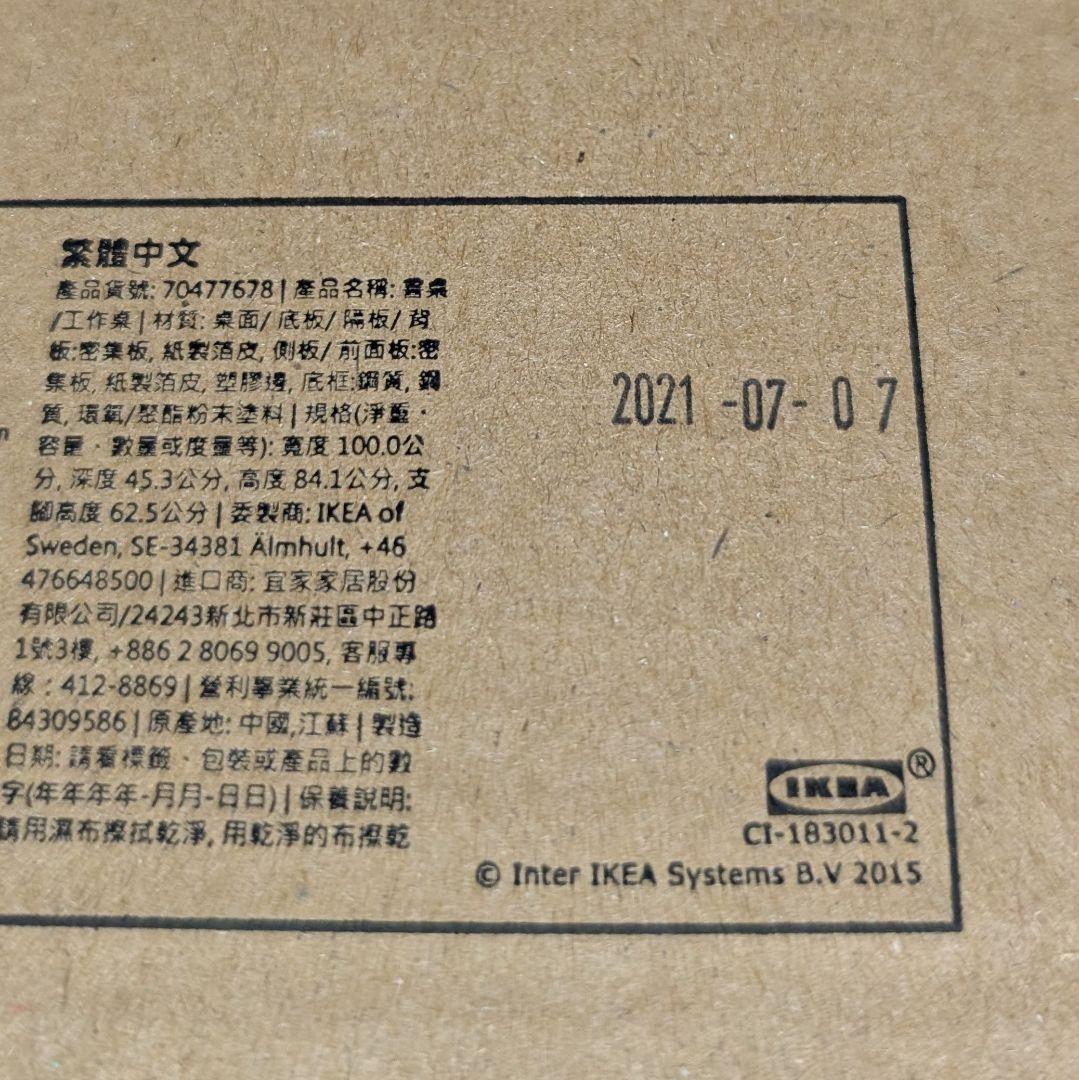 繁體中文
產品貨號: 70477678 | 產品名稱: 書桌
/工作桌 | 材質: 桌面/ 底板/ 隔板/ 背
板:密集板, 紙製箔皮, 側板/ 前面板:密
集板, 紙製箔皮, 塑膠邊, 底框:鋼質, 鋼
質, 環氧/聚酯粉末塗料 | 規格(淨重、
容量、數量或度量等): 寬度 100.0公
分, 深度 45.3公分, 高度 84.1公分, 支
腳高度 62.5公分 | 委製商: IKEA of
Sweden, SE-34381 Älmhult, +46
476648500 | 進口商: 宜家家居股份
有限公司/24243新北市新莊區中正路
1號3樓, +886 2 8069 9005, 客服專
線 : 412-8869 | 營利事業統一編號:
84309586 | 原產地: 中國,江蘇 | 製造
日期: 請看標籤、包裝或產品上的數
字(年年年年-月月-日日) | 保養說明:
請用濕布擦拭乾淨, 用乾淨的布擦乾
2021 -07- 0 7
IKEA®
CI-183011-2
© Inter IKEA Systems B.V 2015